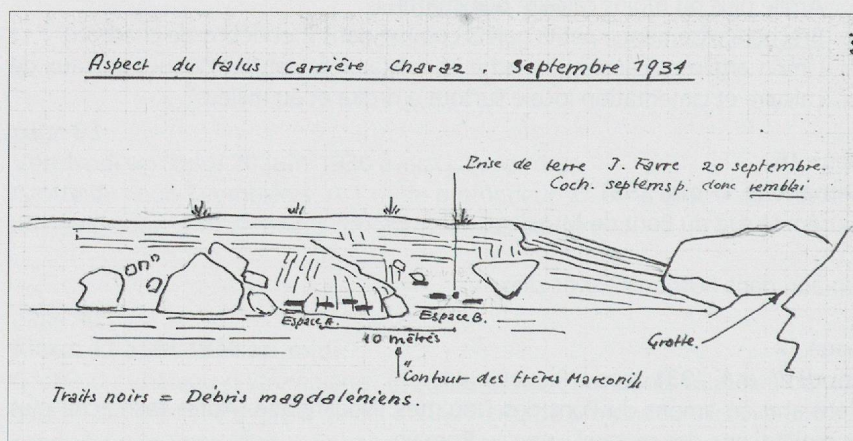 Aspect du talus Carrière Chavaz. Septembre 1934
Prise de terre J. Favre 20 septembre.
Coch. septemsp. donc remblai
Espace A.
Espace B.
10 mètres
Grotte.
"Contour des frères Marconi"
Traits noirs = Débris magdaléniens.